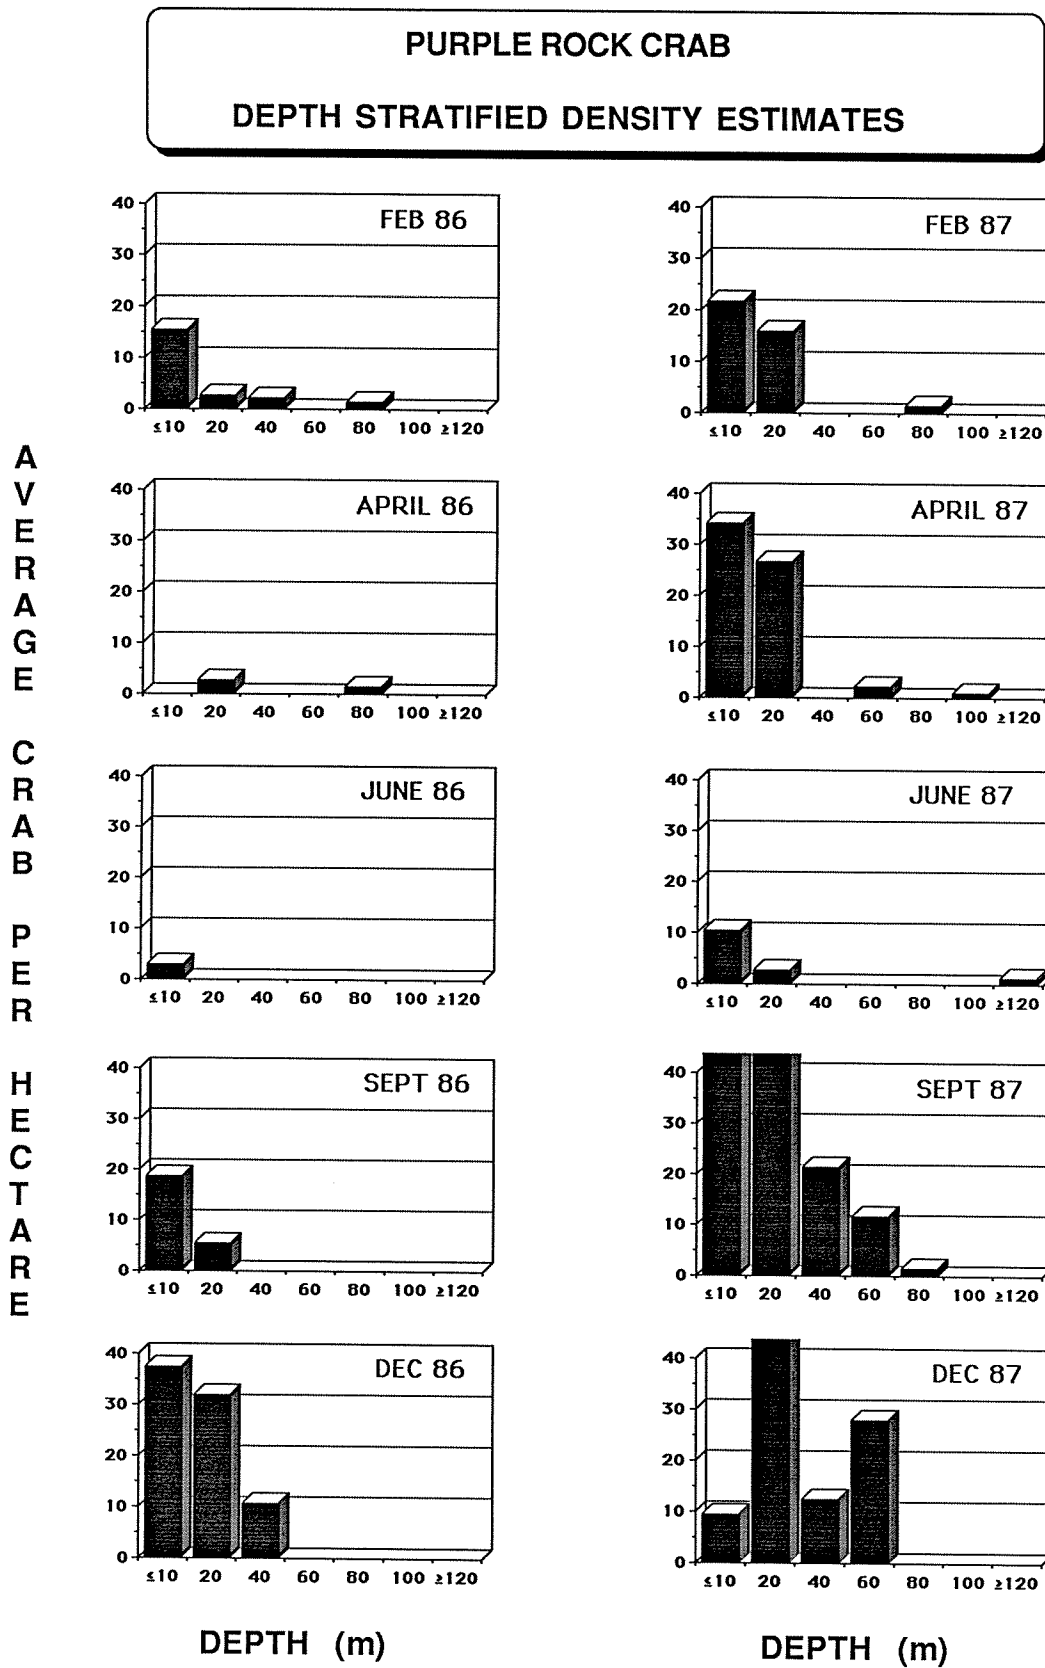 PURPLE ROCK CRAB
DEPTH STRATIFIED DENSITY ESTIMATES
AVERAGE CRAB PER HECTARE
FEB 86
40
30
20
10
0
≤10 20 40 60 80 100 ≥120
FEB 87
40
30
20
10
0
≤10 20 40 60 80 100 ≥120
APRIL 86
40
30
20
10
0
≤10 20 40 60 80 100 ≥120
APRIL 87
40
30
20
10
0
≤10 20 40 60 80 100 ≥120
JUNE 86
40
30
20
10
0
≤10 20 40 60 80 100 ≥120
JUNE 87
40
30
20
10
0
≤10 20 40 60 80 100 ≥120
SEPT 86
40
30
20
10
0
≤10 20 40 60 80 100 ≥120
SEPT 87
40
30
20
10
0
≤10 20 40 60 80 100 ≥120
DEC 86
40
30
20
10
0
≤10 20 40 60 80 100 ≥120
DEC 87
40
30
20
10
0
≤10 20 40 60 80 100 ≥120
DEPTH (m)
DEPTH (m)